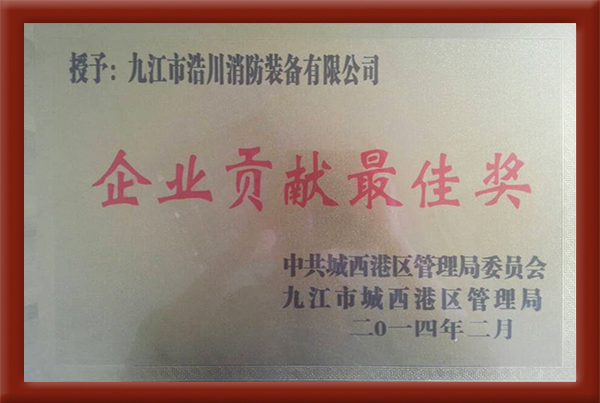 授予：九江市浩川消防装备有限公司
企业贡献最佳奖
中共城西港区管理局委员会
九江市城西港区管理局
二0一四年二月